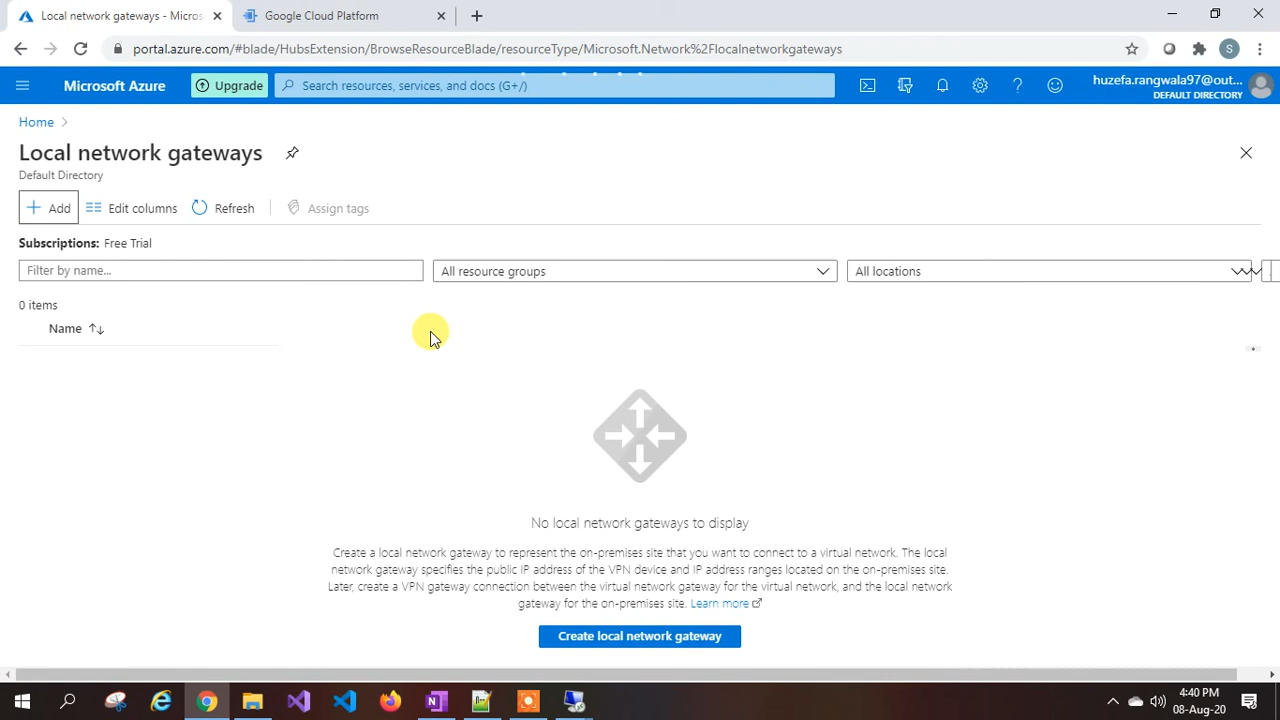 Local network gateways - Micros
Google Cloud Platform
portal.azure.com/#blade/HubsExtension/BrowseResourceBlade/resourceType/Microsoft.Network%2Flocalnetworkgateways
S
Microsoft Azure
Upgrade
Search resources, services, and docs (G+/)
huzefa.rangwala97@out...
DEFAULT DIRECTORY
Home
Local network gateways
Default Directory
Add
Edit columns
Refresh
Assign tags
Subscriptions: Free Trial
Filter by name...
All resource groups
All locations
0 items
Name
No local network gateways to display
Create a local network gateway to represent the on-premises site that you want to connect to a virtual network. The local
network gateway specifies the public IP address of the VPN device and IP address ranges located on the on-premises site.
Later, create a VPN gateway connection between the virtual network gateway for the virtual network, and the local network
gateway for the on-premises site. Learn more
Create local network gateway
4:40 PM
08-Aug-20